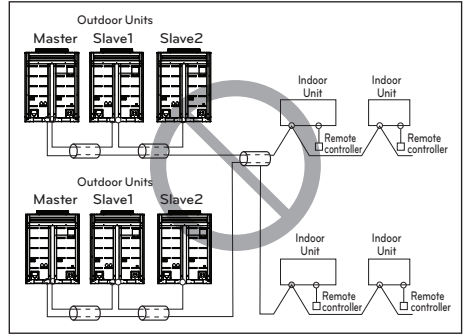 Outdoor Units
Master Slave1 Slave2
Indoor
Unit
Indoor
Unit
Remote
controller
Remote
controller
Outdoor Units
Master Slave1 Slave2
Indoor
Unit
Indoor
Unit
Remote
controller
Remote
controller